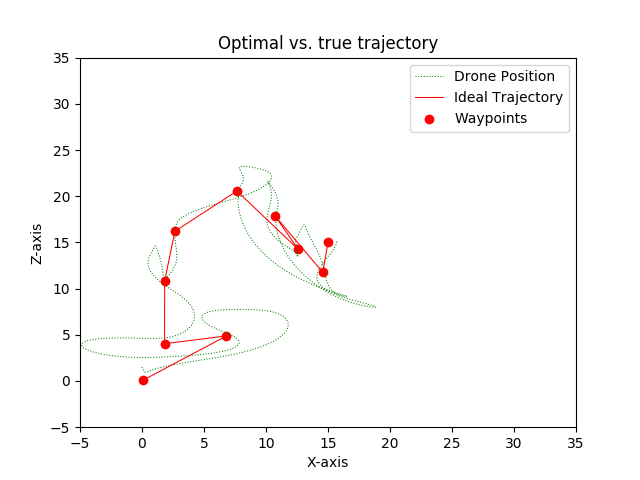 Optimal vs. true trajectory
Drone Position
Ideal Trajectory
Waypoints
Z-axis
35
30
25
20
15
10
5
0
−5
−5 0 5 10 15 20 25 30 35
X-axis